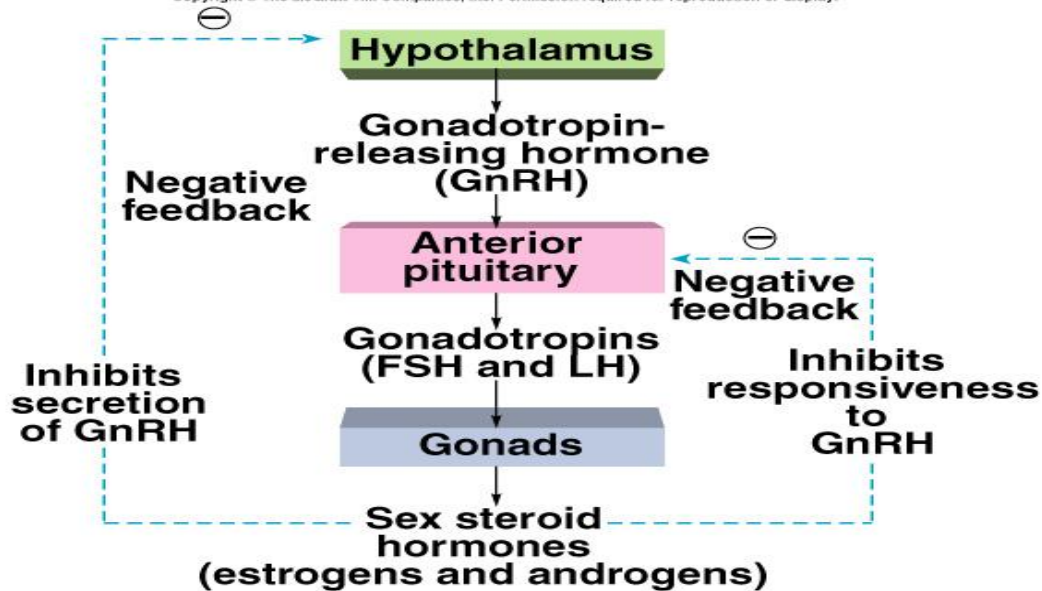 Hypothalamus
Gonadotropin-
releasing hormone
(GnRH)
Negative
feedback
Anterior
pituitary
Negative
feedback
Gonadotropins
(FSH and LH)
Inhibits
secretion
of GnRH
Inhibits
responsiveness
to
GnRH
Gonads
Sex steroid
hormones
(estrogens and androgens)